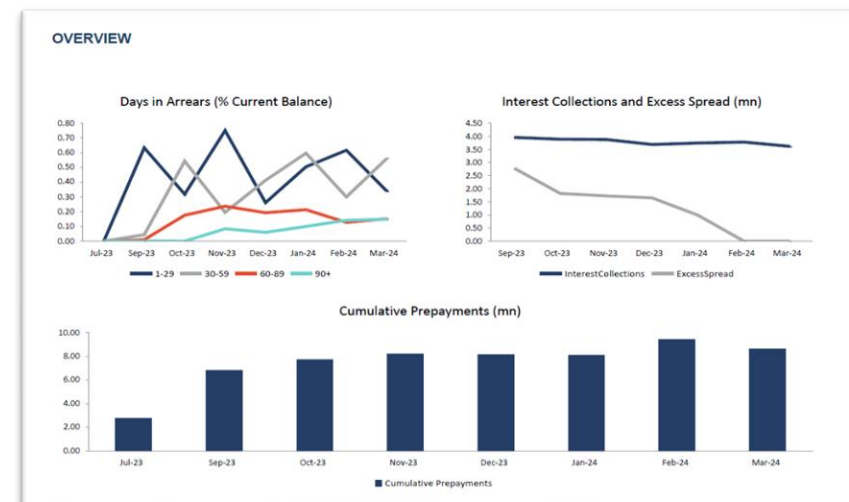 OVERVIEW
Days in Arrears (% Current Balance)
0.80
0.70
0.60
0.50
0.40
0.30
0.20
0.10
0.00
Jul-23 Sep-23 Oct-23 Nov-23 Dec-23 Jan-24 Feb-24 Mar-24
1-29 30-59 60-89 90+
Interest Collections and Excess Spread (mn)
4.50
4.00
3.50
3.00
2.50
2.00
1.50
1.00
0.50
0.00
Sep-23 Oct-23 Nov-23 Dec-23 Jan-24 Feb-24 Mar-24
InterestCollections ExcessSpread
Cumulative Prepayments (mn)
10.00
8.00
6.00
4.00
2.00
0.00
Jul-23 Sep-23 Oct-23 Nov-23 Dec-23 Jan-24 Feb-24 Mar-24
Cumulative Prepayments